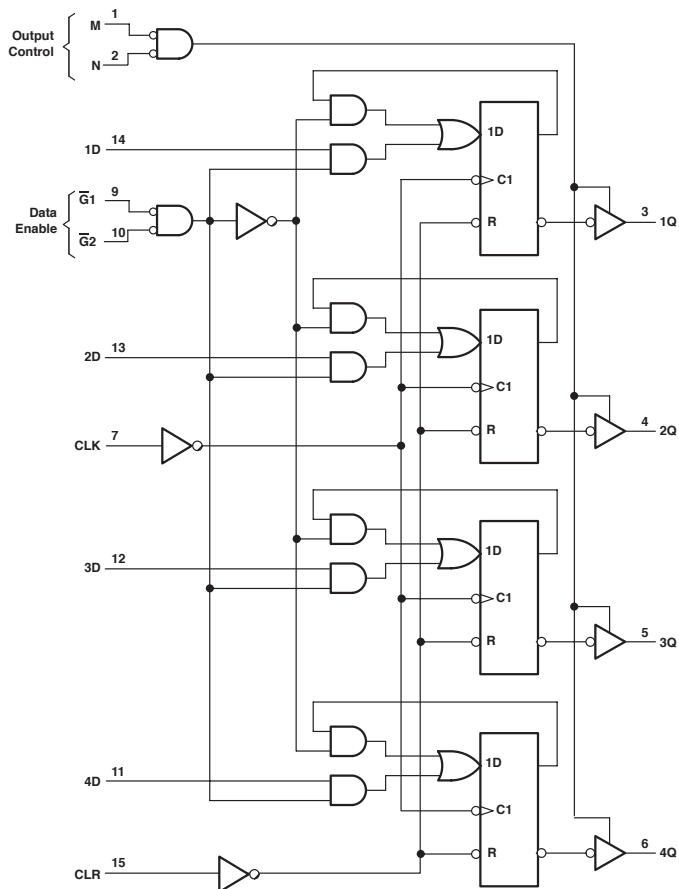 Output
Control
M
1
N
2
1D
14
Data
Enable
G̅1
9
G̅2
10
1D
C1
R
3
1Q
2D
13
1D
C1
R
4
2Q
CLK
7
3D
12
1D
C1
R
5
3Q
4D
11
1D
C1
R
6
4Q
CLR
15